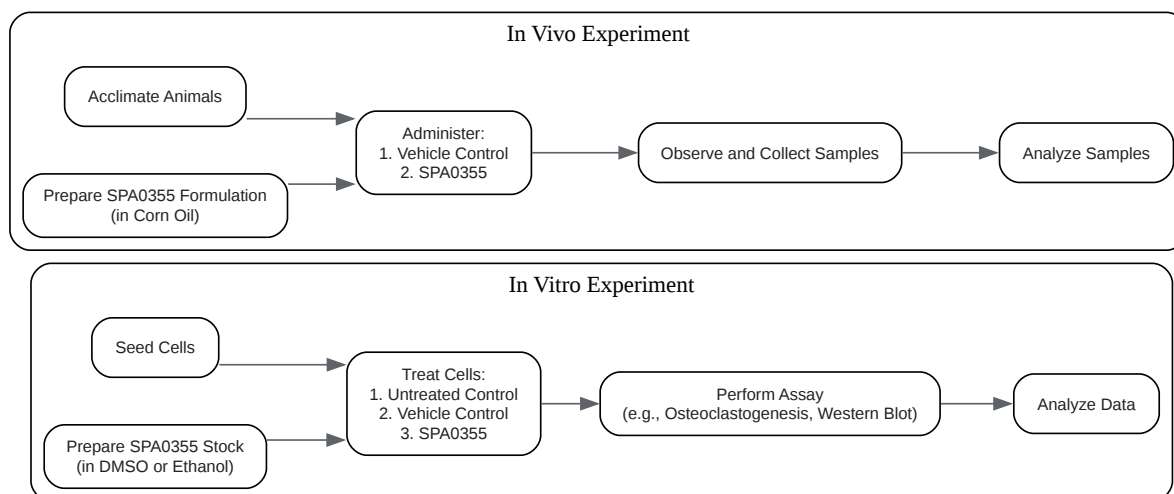 In Vivo Experiment
Acclimate Animals
Prepare SPA0355 Formulation
(in Corn Oil)
Administer:
1. Vehicle Control
2. SPA0355
Observe and Collect Samples
Analyze Samples
In Vitro Experiment
Seed Cells
Prepare SPA0355 Stock
(in DMSO or Ethanol)
Treat Cells:
1. Untreated Control
2. Vehicle Control
3. SPA0355
Perform Assay
(e.g., Osteoclastogenesis, Western Blot)
Analyze Data